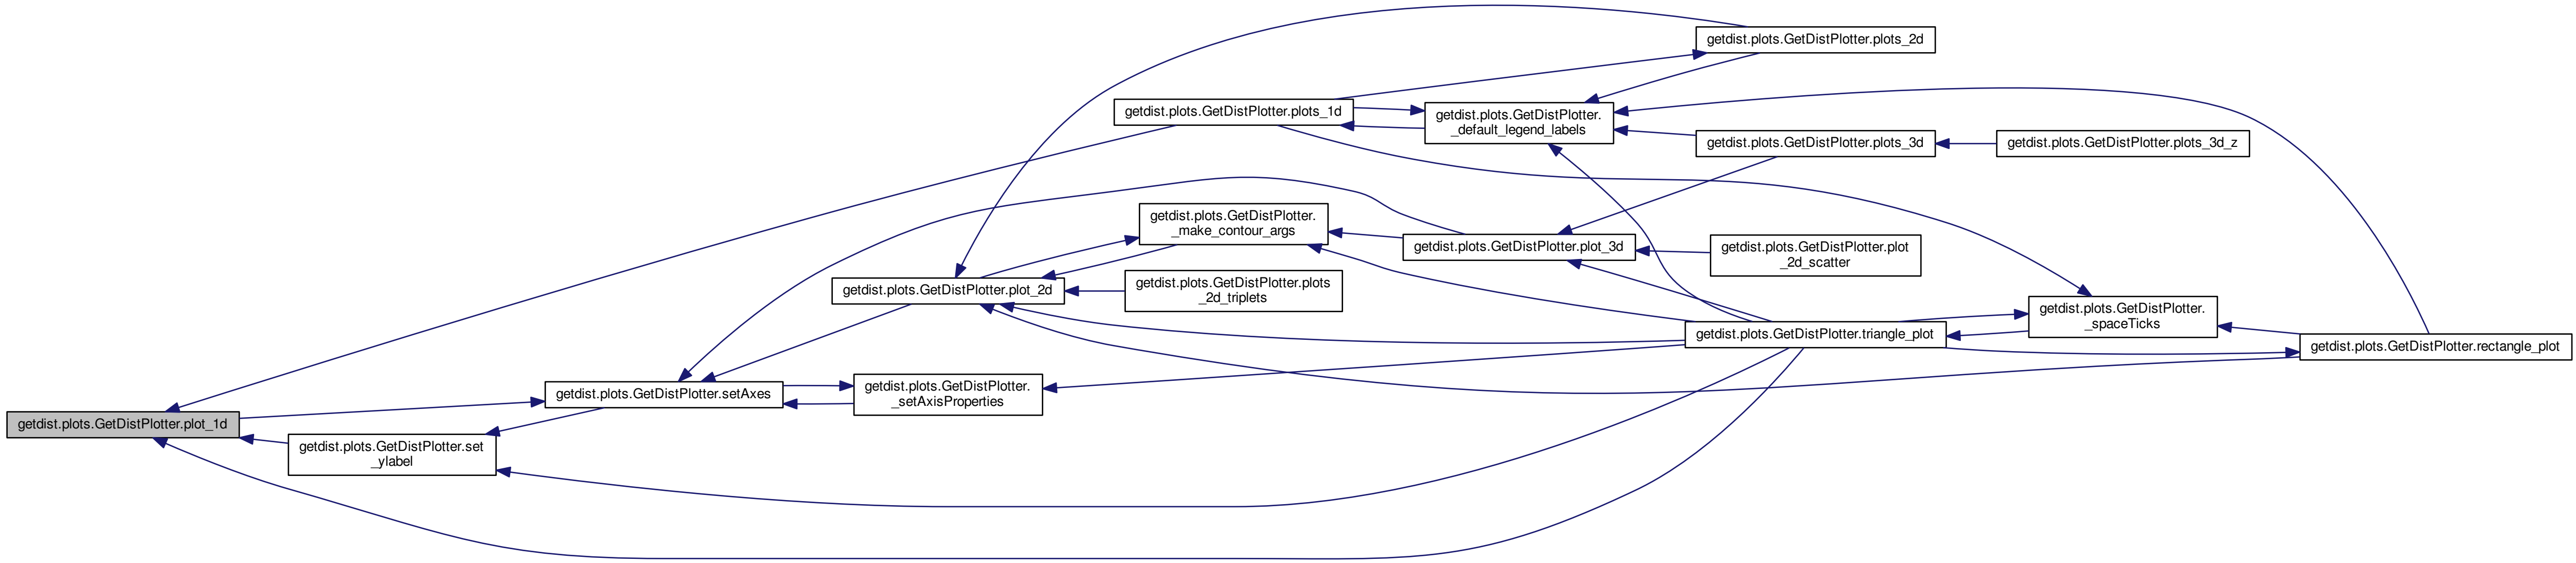 getdist.plots.GetDistPlotter.plot_1d
getdist.plots.GetDistPlotter.set
_ylabel
getdist.plots.GetDistPlotter.setAxes
getdist.plots.GetDistPlotter.plot_2d
getdist.plots.GetDistPlotter.
_setAxisProperties
getdist.plots.GetDistPlotter.plots_1d
getdist.plots.GetDistPlotter.
_make_contour_args
getdist.plots.GetDistPlotter.plots
_2d_triplets
getdist.plots.GetDistPlotter.
_default_legend_labels
getdist.plots.GetDistPlotter.plot_3d
getdist.plots.GetDistPlotter.plots_2d
getdist.plots.GetDistPlotter.plots_3d
getdist.plots.GetDistPlotter.plot
_2d_scatter
getdist.plots.GetDistPlotter.triangle_plot
getdist.plots.GetDistPlotter.plots_3d_z
getdist.plots.GetDistPlotter.
_spaceTicks
getdist.plots.GetDistPlotter.rectangle_plot